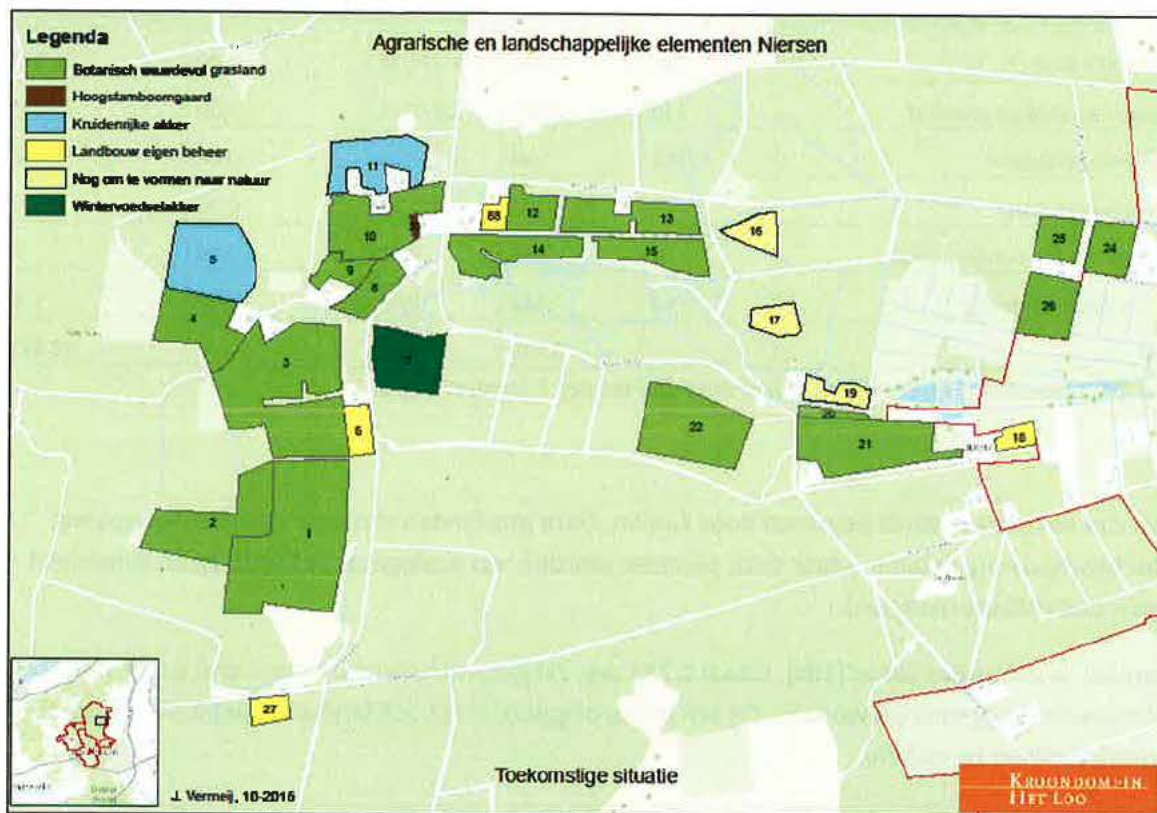 Legenda
Agrarische en landschappelijke elementen Niersen
Botanisch waardevol grasland
Hoogstamboomgaard
Kruidenrijke akker
Landbouw eigen beheer
Nog om te vormen naar natuur
Wintervoedselakker
11
68
12
13
16
10
14
15
25
24
5
9
8
26
4
17
3
7
19
20
6
22
21
18
2
1
27
Toekomstige situatie
J. Vermeij, 10-2016
KROONDOMEIN
HET LOO